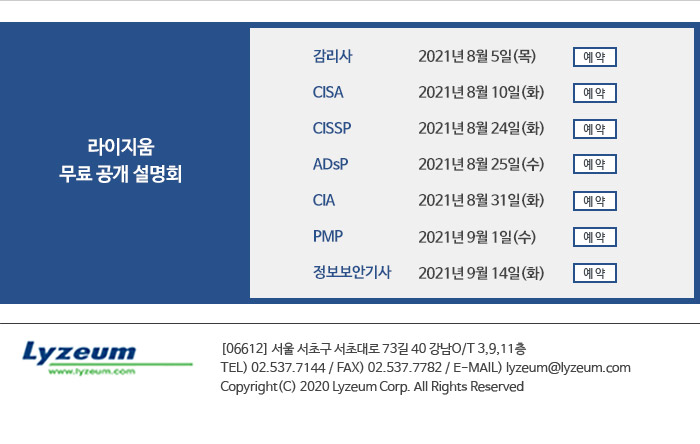 라이지움
무료 공개 설명회
감리사 2021년 8월 5일(목) 예약
CISA 2021년 8월 10일(화) 예약
CISSP 2021년 8월 24일(화) 예약
ADsP 2021년 8월 25일(수) 예약
CIA 2021년 8월 31일(화) 예약
PMP 2021년 9월 1일(수) 예약
정보보안기사 2021년 9월 14일(화) 예약
Lyzeum
www.lyzeum.com
[06612] 서울 서초구 서초대로 73길 40 강남O/T 3,9,11층
TEL) 02.537.7144 / FAX) 02.537.7782 / E-MAIL) lyzeum@lyzeum.com
Copyright(C) 2020 Lyzeum Corp. All Rights Reserved